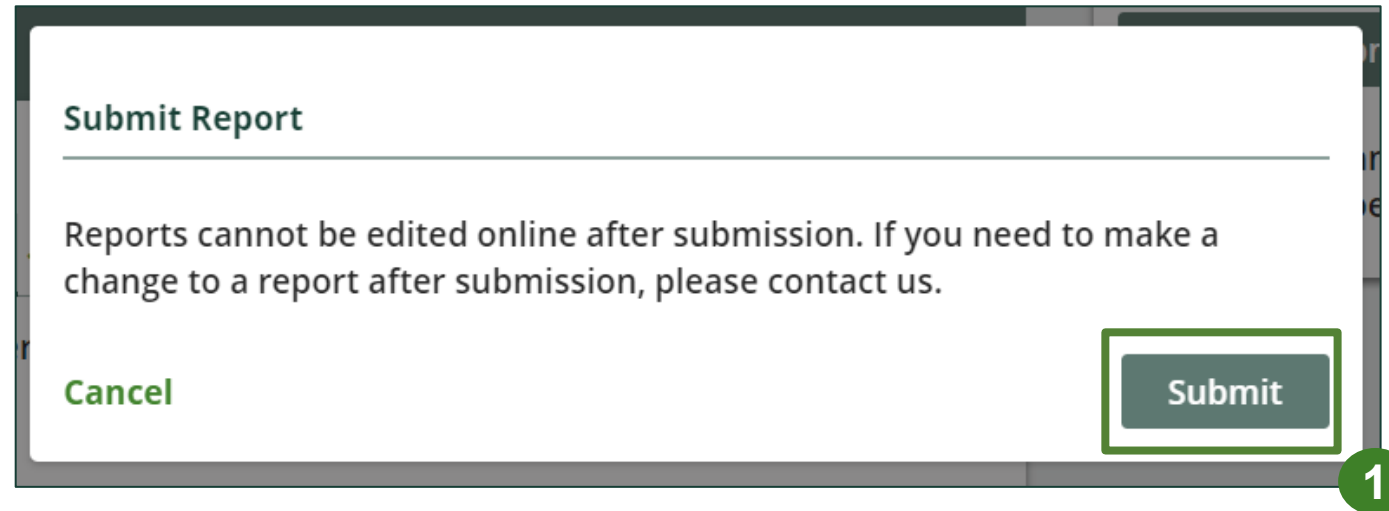 Submit Report
Reports cannot be edited online after submission. If you need to make a
change to a report after submission, please contact us.
Cancel
Submit
1